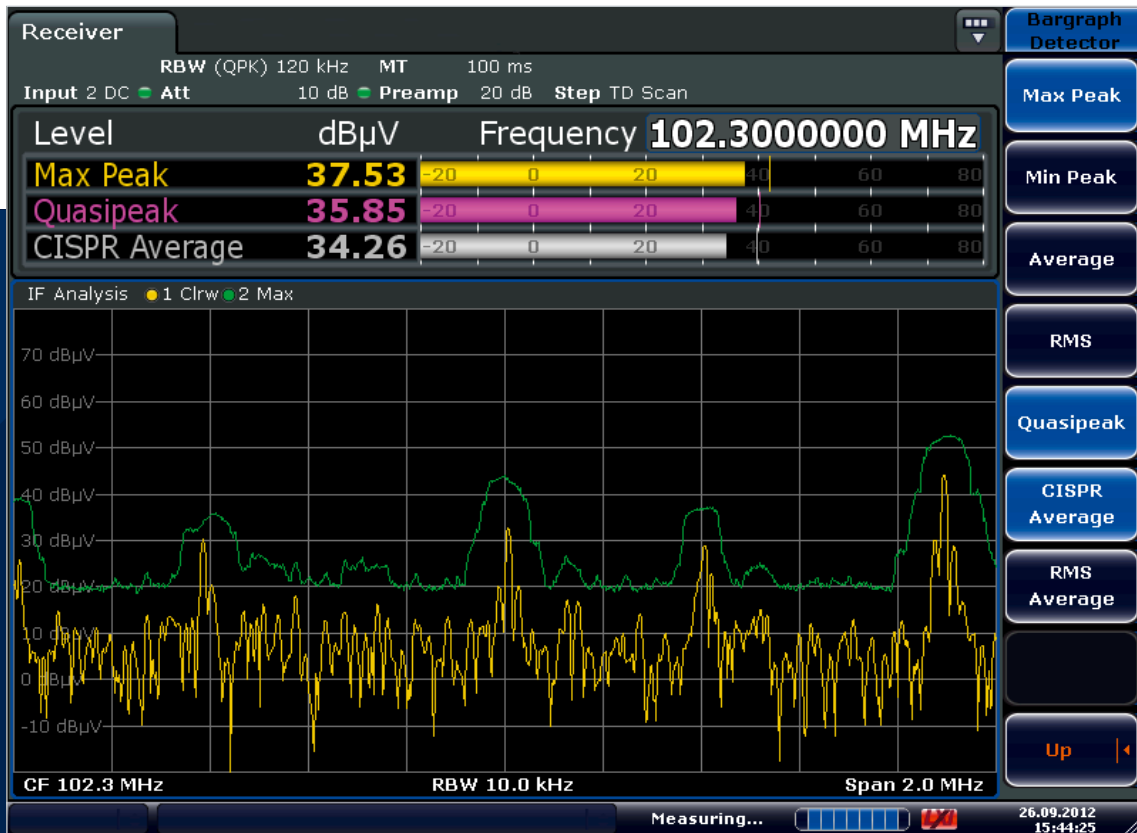 Receiver
Bargraph Detector
RBW (QPK) 120 kHz MT 100 ms
Input 2 DC Att 10 dB Preamp 20 dB Step TD Scan
Level dBµV Frequency 102.3000000 MHz
Max Peak 37.53 -20 0 20 40 60 80
Quasipeak 35.85 -20 0 20 40 60 80
CISPR Average 34.26 -20 0 20 40 60 80
IF Analysis 1 Clrw 2 Max
70 dBµV
60 dBµV
50 dBµV
40 dBµV
30 dBµV
20 dBµV
10 dBµV
0 dBµV
-10 dBµV
CF 102.3 MHz RBW 10.0 kHz Span 2.0 MHz
Max Peak
Min Peak
Average
RMS
Quasipeak
CISPR
Average
RMS
Average
Up
Measuring... LXI 26.09.2012
15:44:25